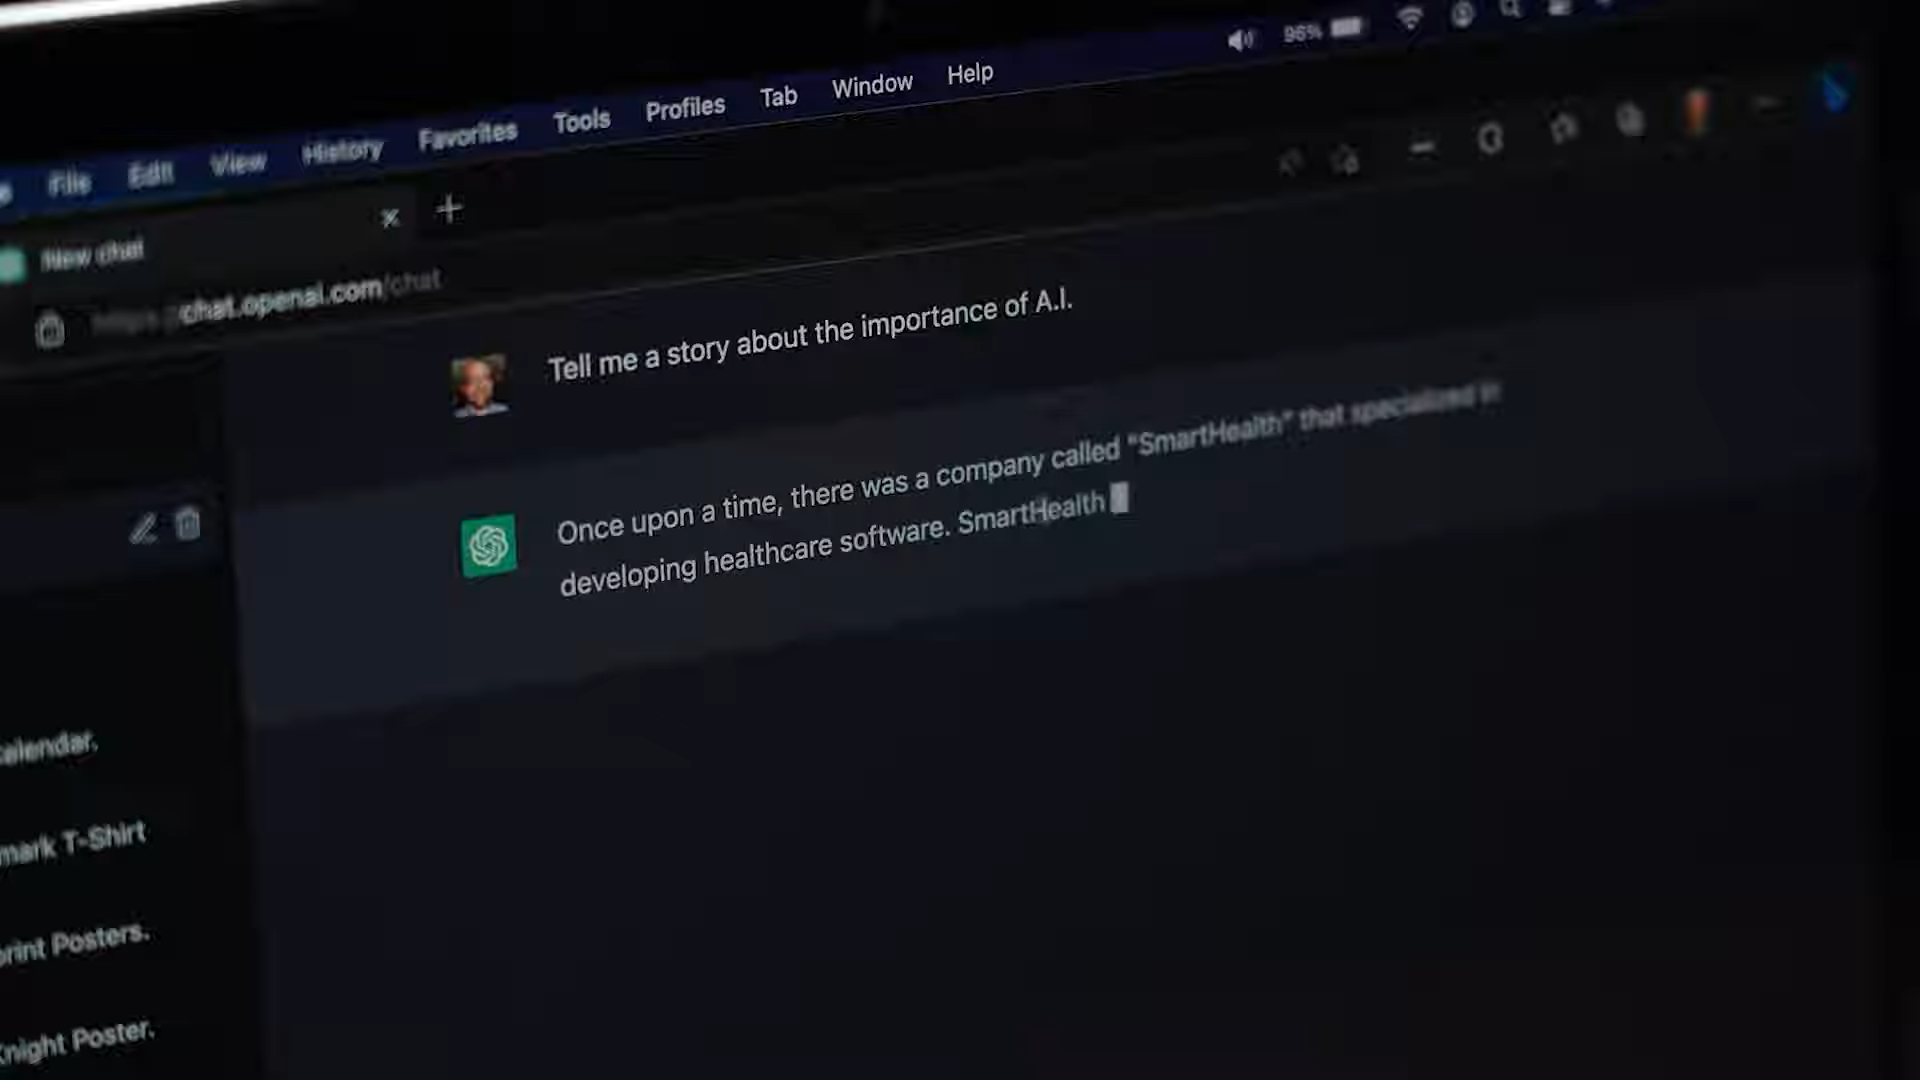 96%
File Edit View History Favorites Tools Profiles Tab Window Help
New chat
chat.openai.com/chat
Tell me a story about the importance of A.I.
Once upon a time, there was a company called "SmartHealth" that specialized in
developing healthcare software. SmartHealth
calendar.
mark T-Shirt
print Posters.
Knight Poster.